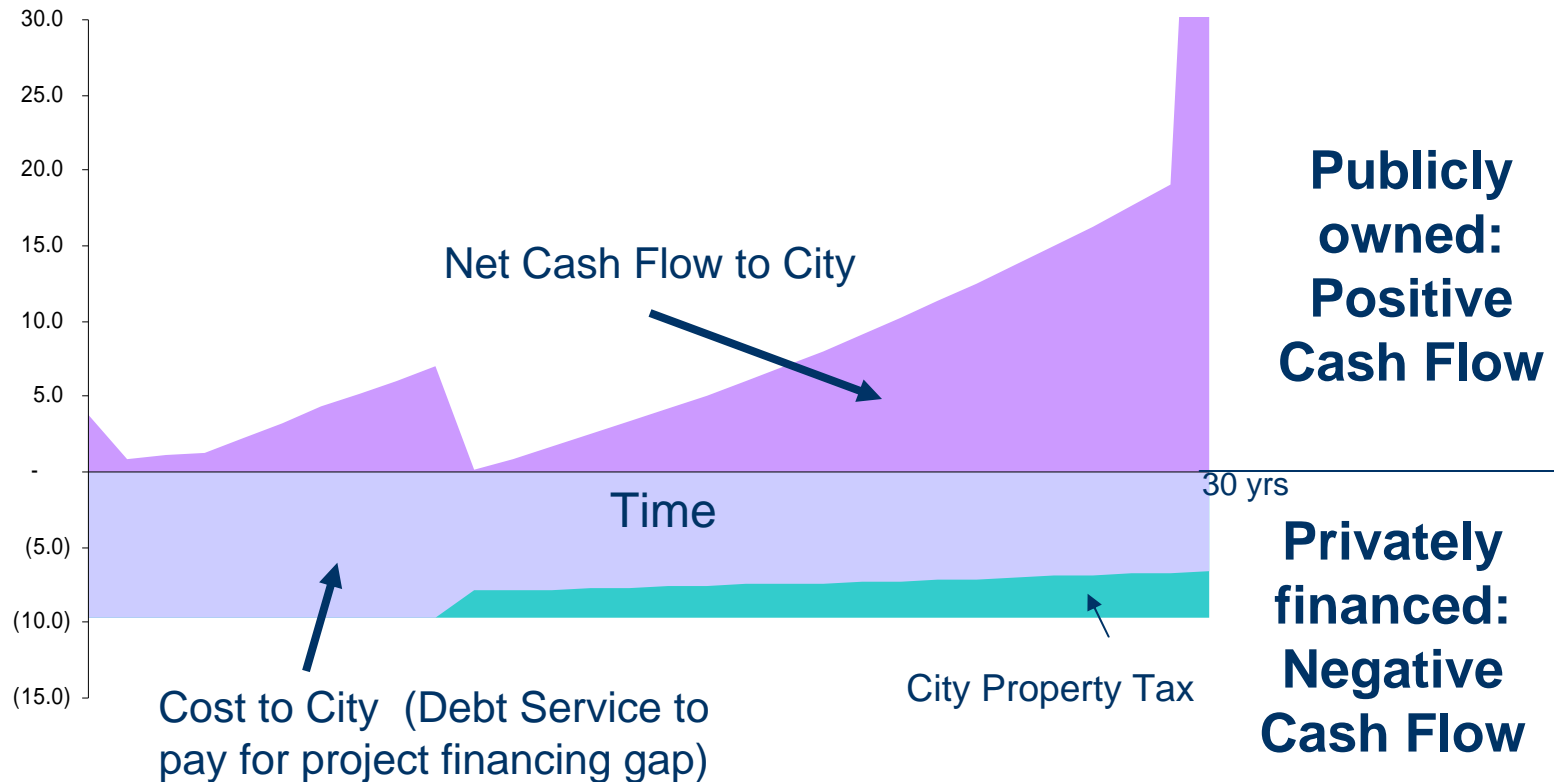 30.0
25.0
20.0
15.0
10.0
5.0
-
(5.0)
(10.0)
(15.0)
Net Cash Flow to City
Time
30 yrs
Cost to City (Debt Service to
pay for project financing gap)
City Property Tax
Publicly
owned:
Positive
Cash Flow
Privately
financed:
Negative
Cash Flow